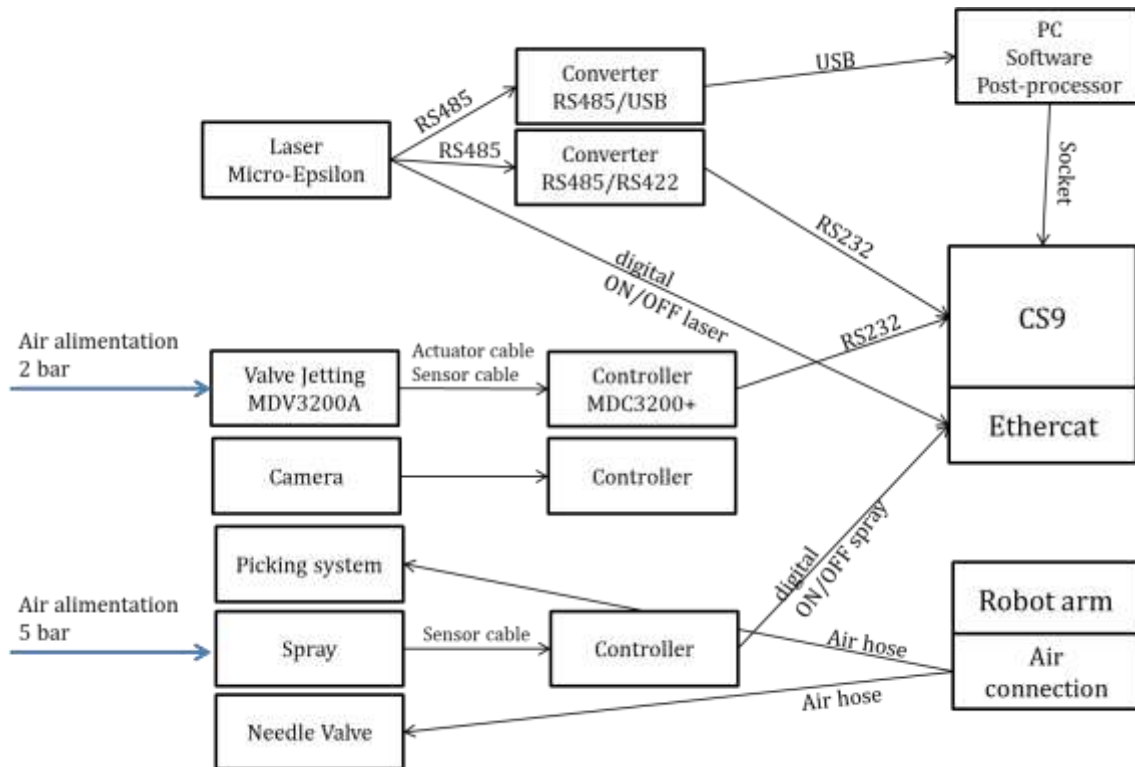 PC
Software
Post-processor
USB
Converter
RS485/USB
RS485
Laser
Micro-Epsilon
RS485
Converter
RS485/RS422
Socket
RS232
digital
ON/OFF laser
CS9
Ethercat
RS232
Air alimentation
2 bar
Valve Jetting
MDV3200A
Actuator cable
Sensor cable
Controller
MDC3200+
Camera
Controller
Picking system
digital
ON/OFF spray
Air alimentation
5 bar
Spray
Sensor cable
Controller
Air hose
Robot arm
Air
connection
Air hose
Needle Valve